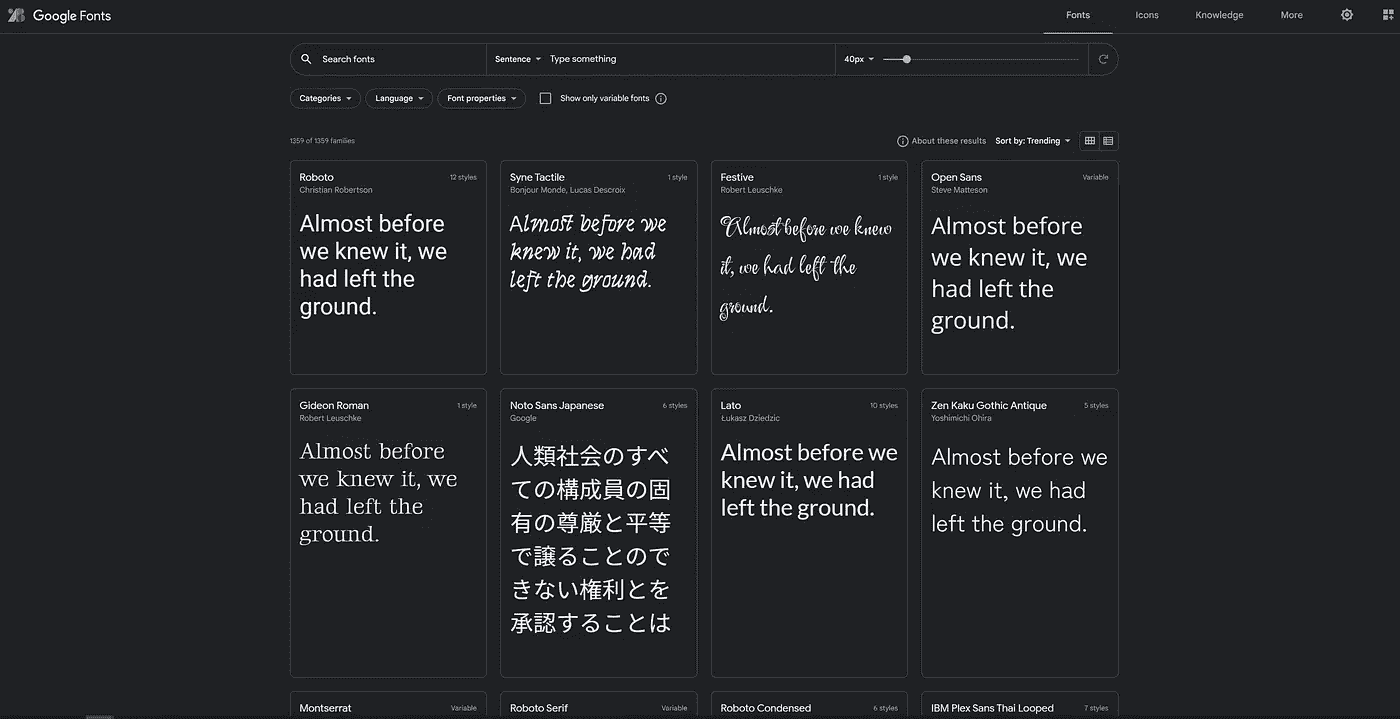 Google Fonts
Fonts
Icons
Knowledge
More
Search fonts
Sentence
Type something
40px
Categories
Language
Font properties
Show only variable fonts
1359 of 1359 families
About these results
Sort by: Trending
Roboto
12 styles
Christian Robertson
Almost before
we knew it, we
had left the
ground.
Syne Tactile
1 style
Bonjour Monde, Lucas Descroix
Almost before we
knew it, we had
left the ground.
Festive
1 style
Robert Leuschke
Almost before we knew
it, we had left the
ground.
Open Sans
Variable
Steve Matteson
Almost before
we knew it, we
had left the
ground.
Gideon Roman
1 style
Robert Leuschke
Almost before
we knew it, we
had left the
ground.
Noto Sans Japanese
6 styles
Google
人類社会のすべ
ての構成員の固
有の尊厳と平等
で譲ることので
きない権利とを
承認することは
Lato
10 styles
Łukasz Dziedzic
Almost before we
knew it, we had
left the ground.
Zen Kaku Gothic Antique
5 styles
Yoshimichi Ohira
Almost before we
knew it, we had
left the ground.
Montserrat
Variable
Roboto Serif
Variable
Roboto Condensed
6 styles
IBM Plex Sans Thai Looped
7 styles